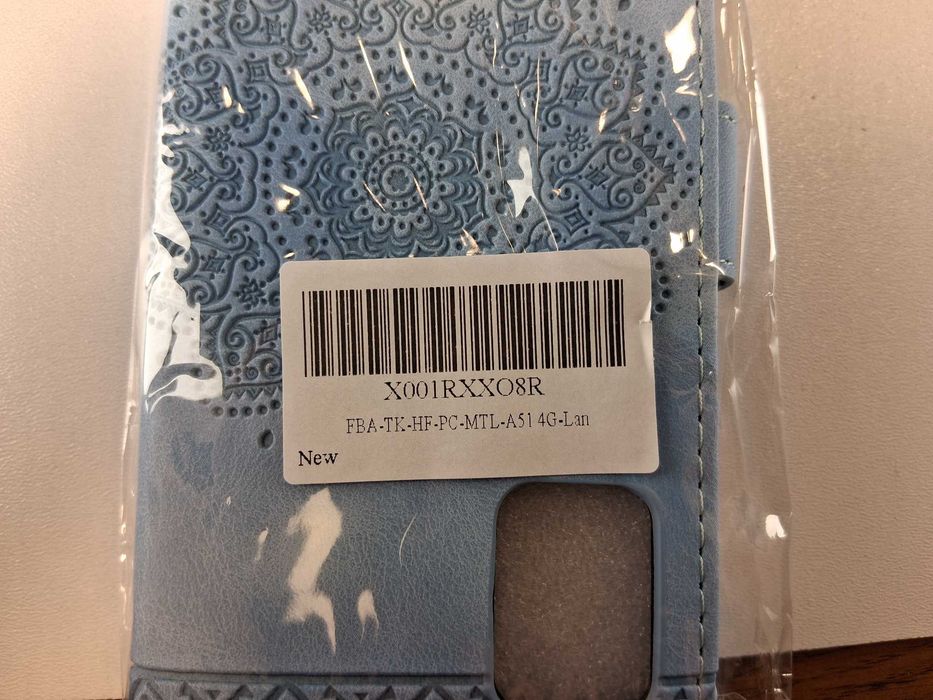 X001RXXO8R
FBA-TK-HF-PC-MTL-A51 4G-Lan
New